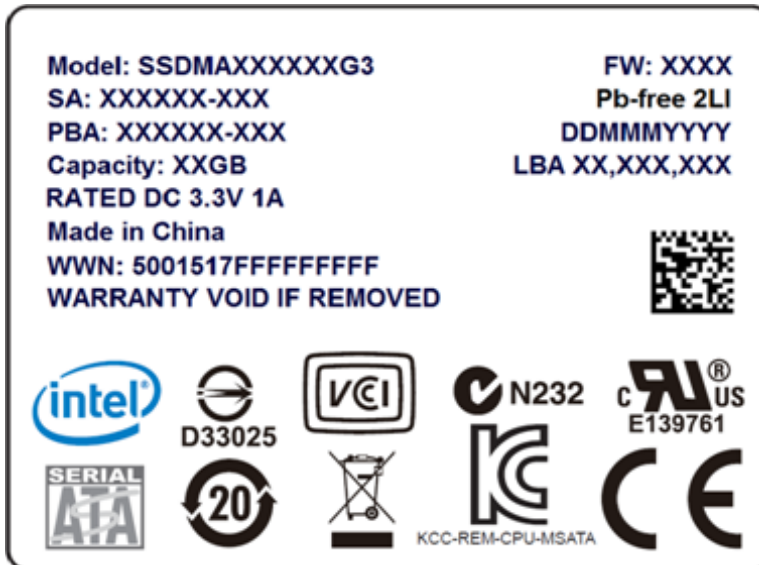 Model: SSDMAXXXXXXG3
SA: XXXXXX-XXX
PBA: XXXXXX-XXX
Capacity: XXGB
RATED DC 3.3V 1A
Made in China
WWN: 5001517FFFFFFFFF
WARRANTY VOID IF REMOVED
FW: XXXX
Pb-free 2LI
DDMMMYYYY
LBA XX,XXX,XXX
intel®
D33025
VCI
N232
C RU ® US
E139761
SERIAL
ATA
20
KC
KCC-REM-CPU-MSATA
CE